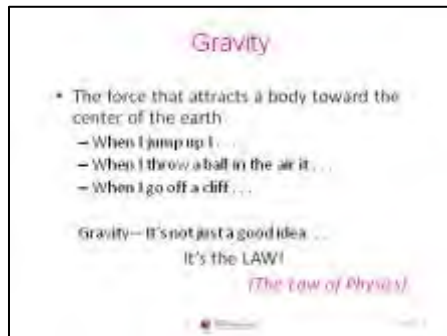 Gravity
• The force that attracts a body toward the
center of the earth
– When I jump up I . . .
– When I throw a ball in the air it . . .
– When I go off a cliff . . .
Gravity— It's not just a good idea . . .
It's the LAW!
(The Law of Physics)